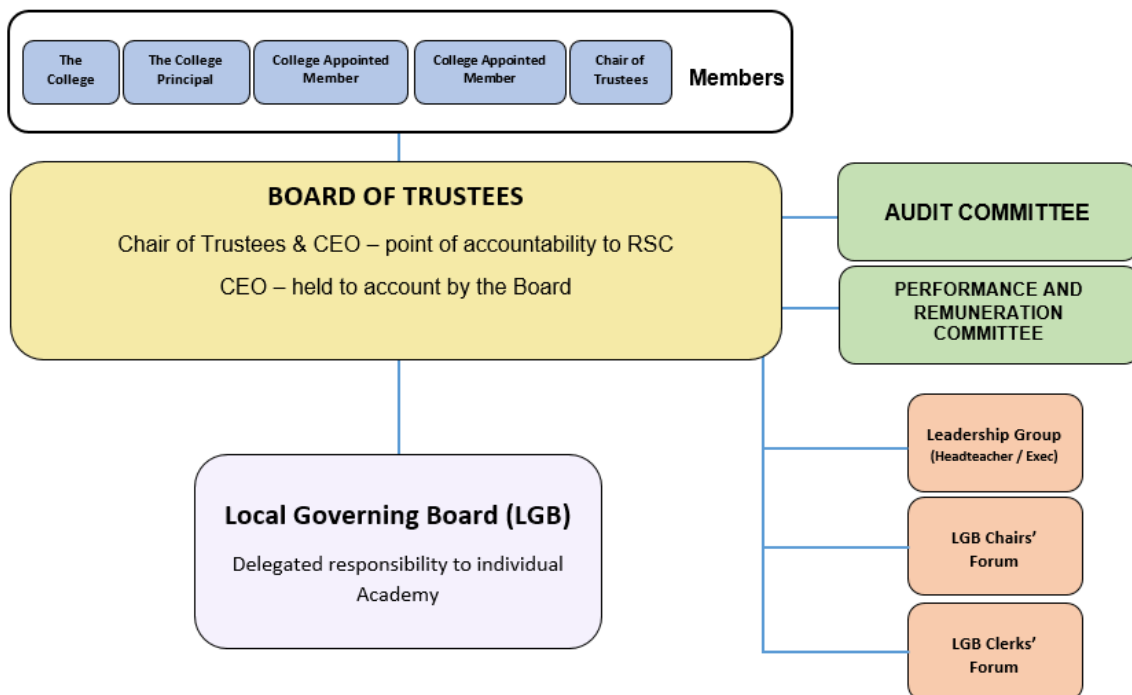 The
College
The College
Principal
College Appointed
Member
College Appointed
Member
Chair of
Trustees
Members
BOARD OF TRUSTEES
Chair of Trustees & CEO – point of accountability to RSC
CEO – held to account by the Board
AUDIT COMMITTEE
PERFORMANCE AND
REMUNERATION
COMMITTEE
Leadership Group
(Headteacher / Exec)
LGB Chairs’
Forum
LGB Clerks’
Forum
Local Governing Board (LGB)
Delegated responsibility to individual
Academy